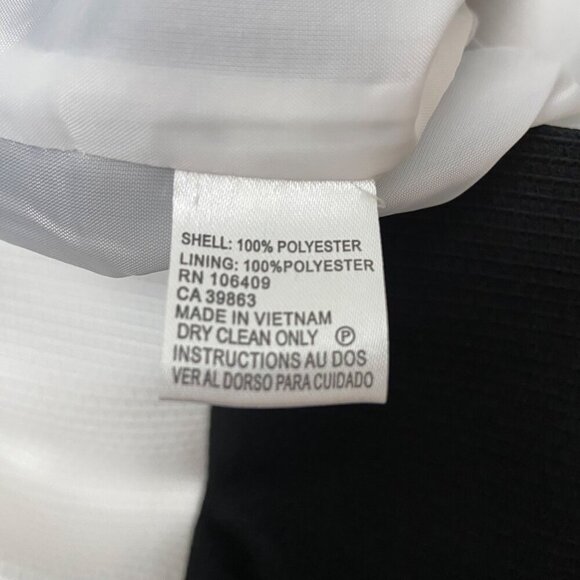 SHELL: 100% POLYESTER
LINING: 100%POLYESTER
RN 106409
CA 39863
MADE IN VIETNAM
DRY CLEAN ONLY Ⓟ
INSTRUCTIONS AU DOS
VER AL DORSO PARA CUIDADO